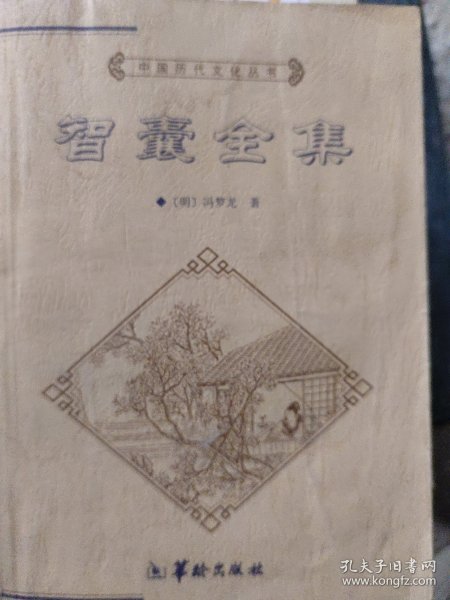 中国历代文化丛书
智囊全集
◆〔明〕冯梦龙 著
华龄出版社
孔夫子旧书网
www.kongfz.com